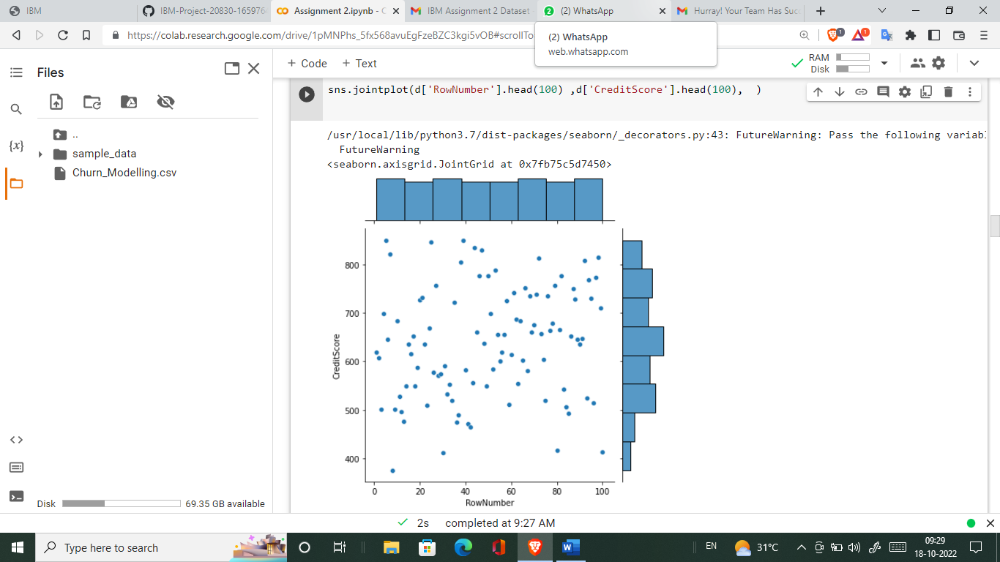 IBM
IBM-Project-20830-165976
Assignment 2.ipynb - C
IBM Assignment 2 Dataset
(2) WhatsApp
Hurray! Your Team Has Succ
https://colab.research.google.com/drive/1pMNPhs_5fx568avuEgFzeBZC3kgi5vOB#scrollTo
1
1
(2) WhatsApp
web.whatsapp.com
Files
+ Code
+ Text
RAM
Disk
sns.jointplot(d['RowNumber'].head(100) ,d['CreditScore'].head(100),  )
..
sample_data
Churn_Modelling.csv
{x}
/usr/local/lib/python3.7/dist-packages/seaborn/_decorators.py:43: FutureWarning: Pass the following variabl
FutureWarning
<seaborn.axisgrid.JointGrid at 0x7fb75c5d7450>
800
700
600
500
400
CreditScore
0 20 40 60 80 100
RowNumber
Disk
69.35 GB available
2s completed at 9:27 AM
Type here to search
EN
31°C
09:29
18-10-2022